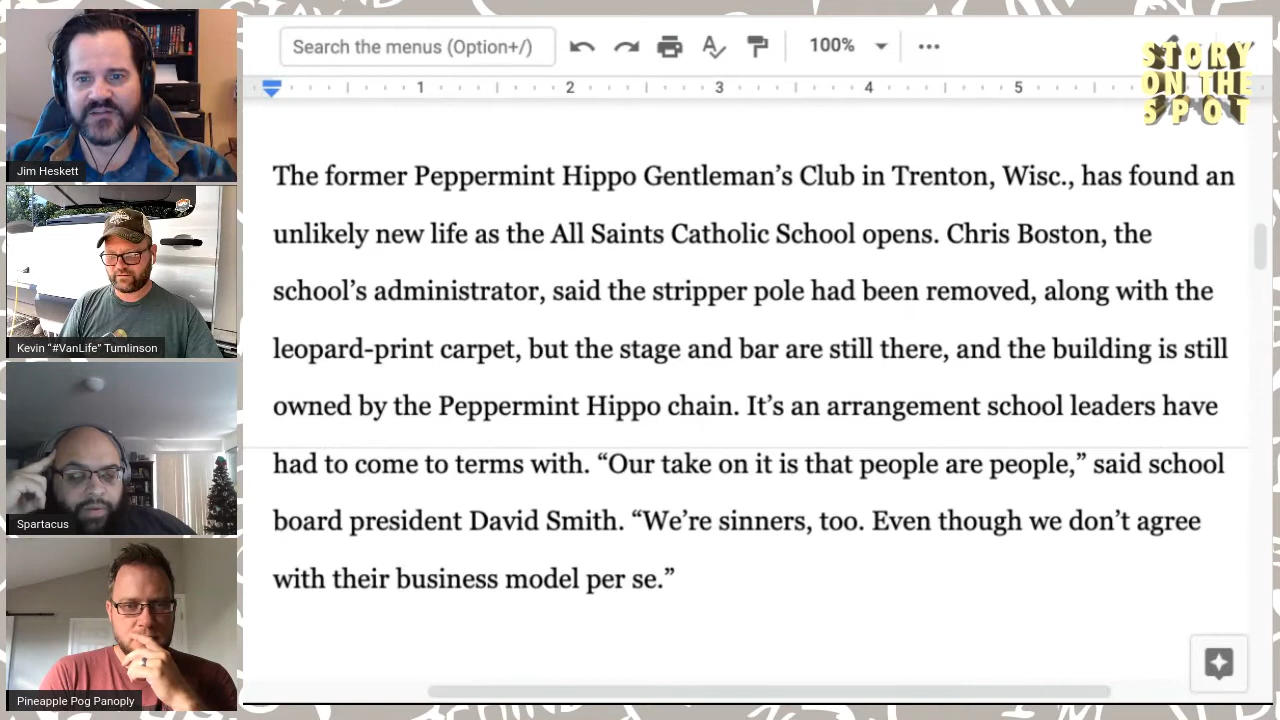 Jim Heskett
Kevin “#VanLife” Tumlinson
Spartacus
Pineapple Pog Panoply
Search the menus (Option+/)
100%
1 2 3 4 5
STORY
ON THE
SPOT
The former Peppermint Hippo Gentleman’s Club in Trenton, Wisc., has found an
unlikely new life as the All Saints Catholic School opens. Chris Boston, the
school’s administrator, said the stripper pole had been removed, along with the
leopard-print carpet, but the stage and bar are still there, and the building is still
owned by the Peppermint Hippo chain. It’s an arrangement school leaders have
had to come to terms with. “Our take on it is that people are people,” said school
board president David Smith. “We’re sinners, too. Even though we don’t agree
with their business model per se.”